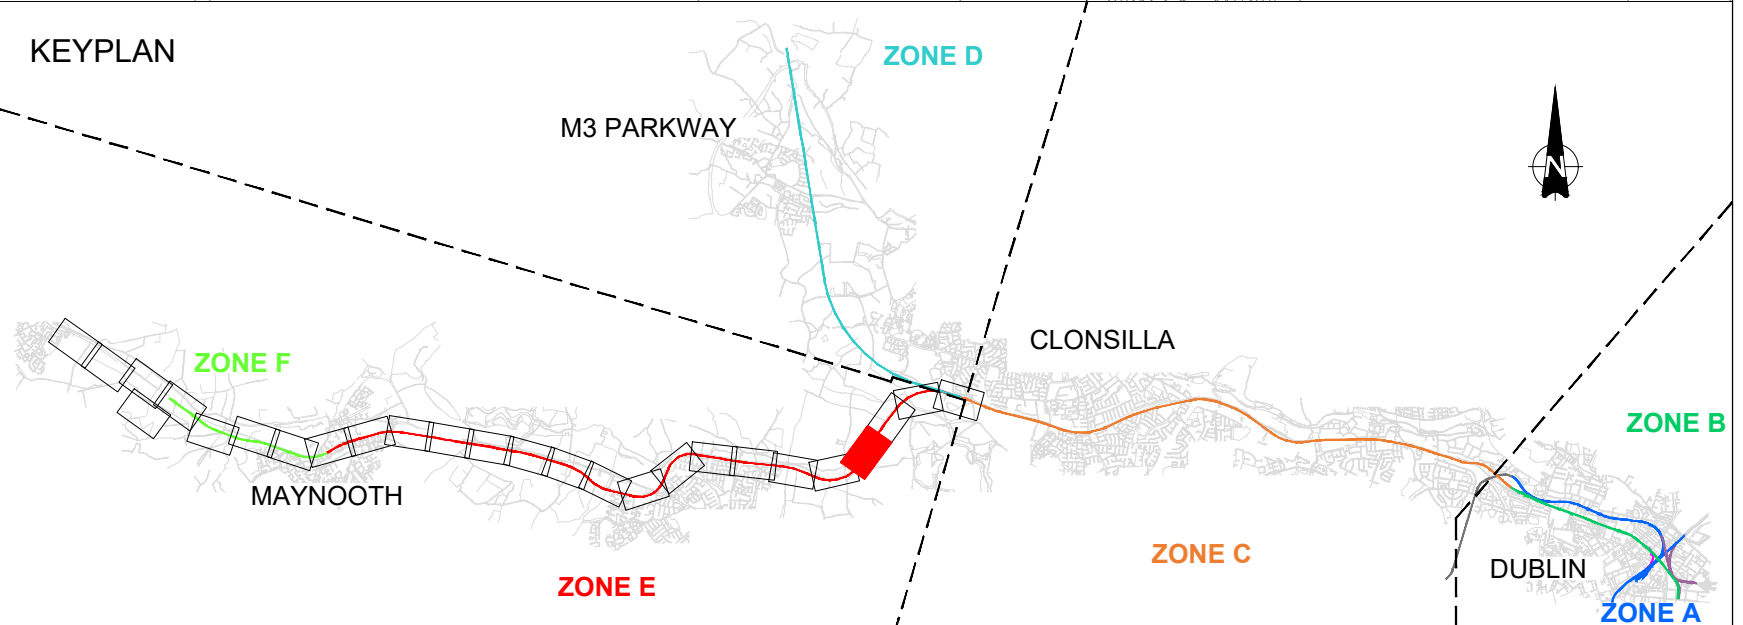 KEYPLAN
ZONE D
M3 PARKWAY
N
CLONSILLA
ZONE F
ZONE B
MAYNOOTH
ZONE C
DUBLIN
ZONE E
ZONE A